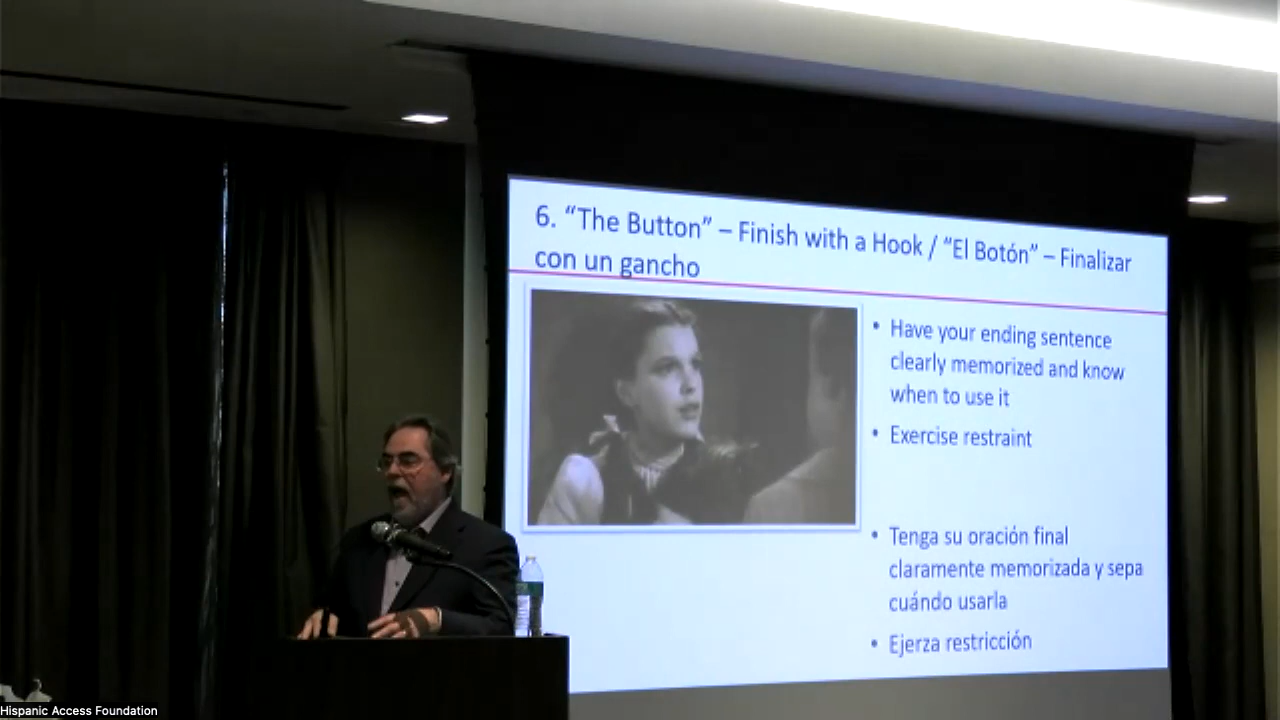 6. “The Button” – Finish with a Hook / “El Botón” – Finalizar
con un gancho
• Have your ending sentence
clearly memorized and know
when to use it
• Exercise restraint
• Tenga su oración final
claramente memorizada y sepa
cuándo usarla
• Ejerza restricción
Hispanic Access Foundation